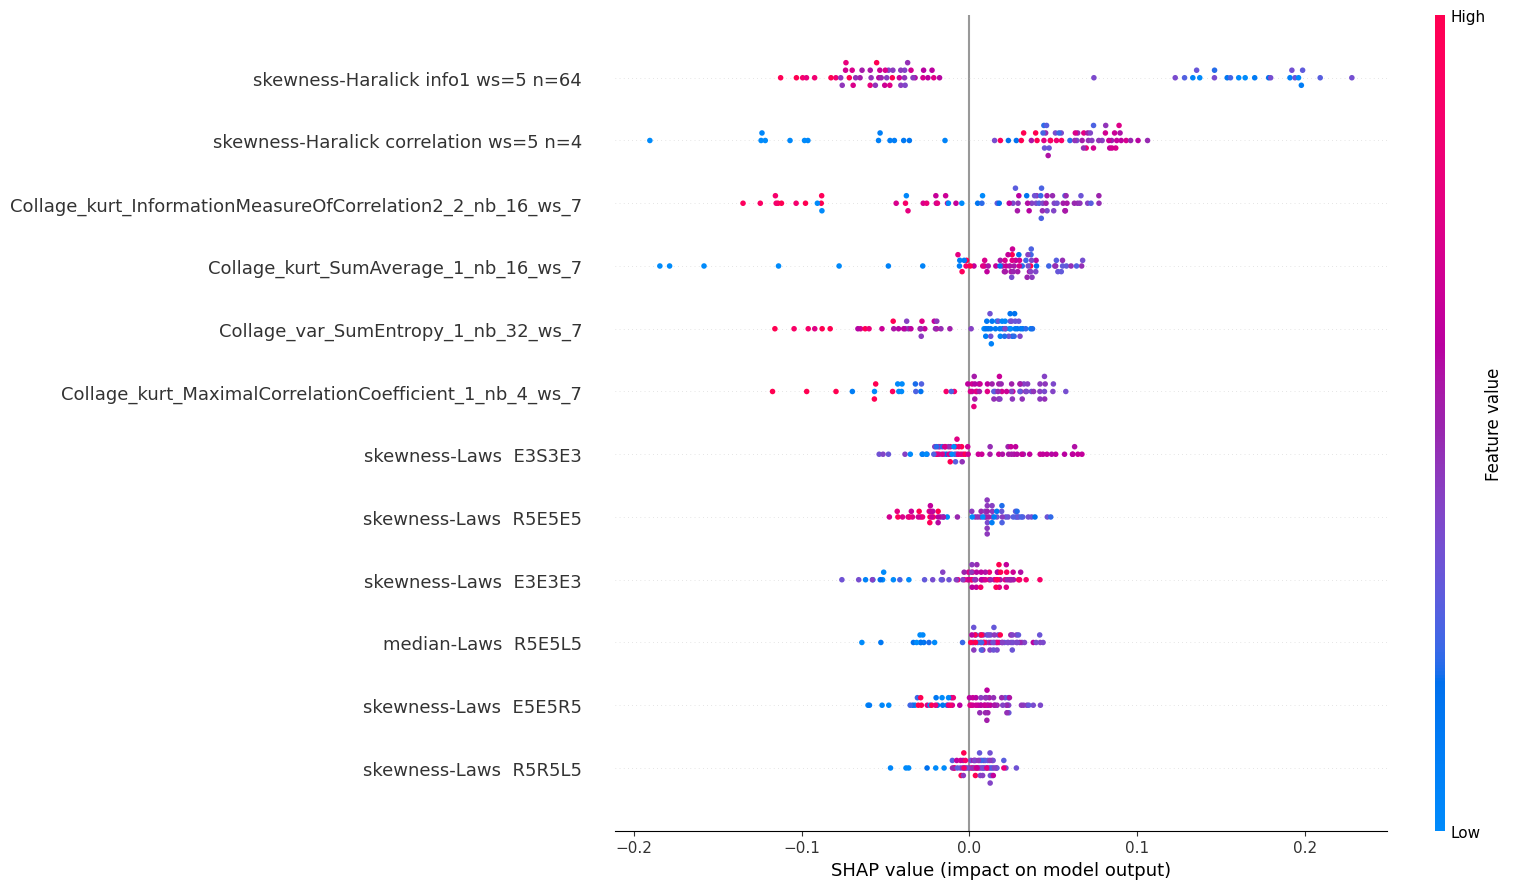 High
skewness-Haralick info1 ws=5 n=64
skewness-Haralick correlation ws=5 n=4
Collage_kurt_InformationMeasureOfCorrelation2_2_nb_16_ws_7
Collage_kurt_SumAverage_1_nb_16_ws_7
Collage_var_SumEntropy_1_nb_32_ws_7
Collage_kurt_MaximalCorrelationCoefficient_1_nb_4_ws_7
skewness-Laws  E3S3E3
skewness-Laws  R5E5E5
skewness-Laws  E3E3E3
median-Laws  R5E5L5
skewness-Laws  E5E5R5
skewness-Laws  R5R5L5
Feature value
Low
−0.2 −0.1 0.0 0.1 0.2
SHAP value (impact on model output)